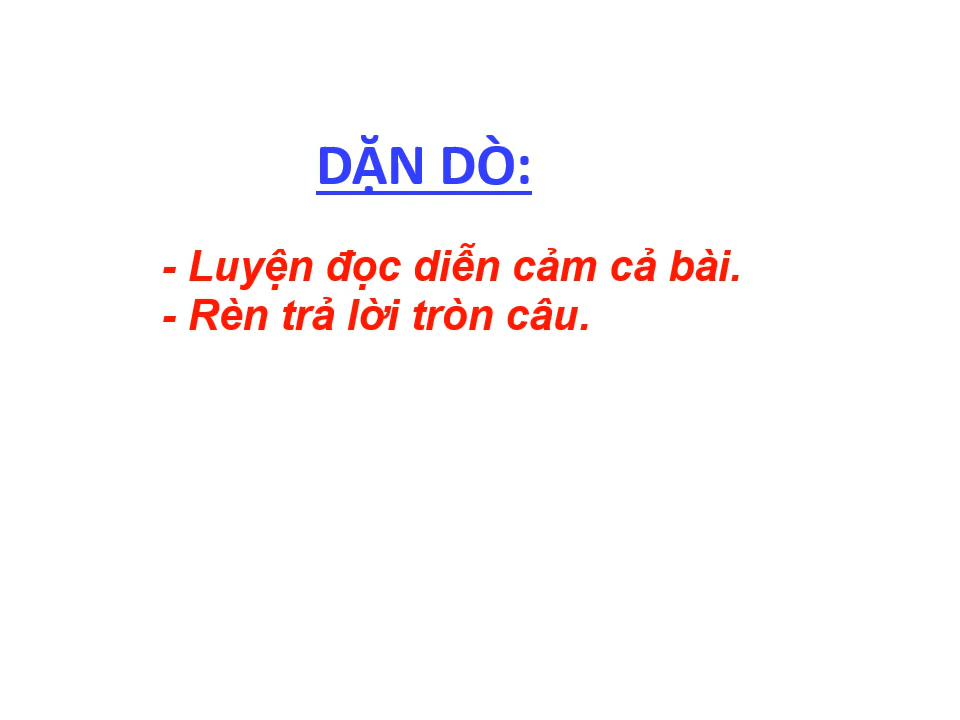 DẶN DÒ:
- Luyện đọc diễn cảm cả bài.
- Rèn trả lời tròn câu.